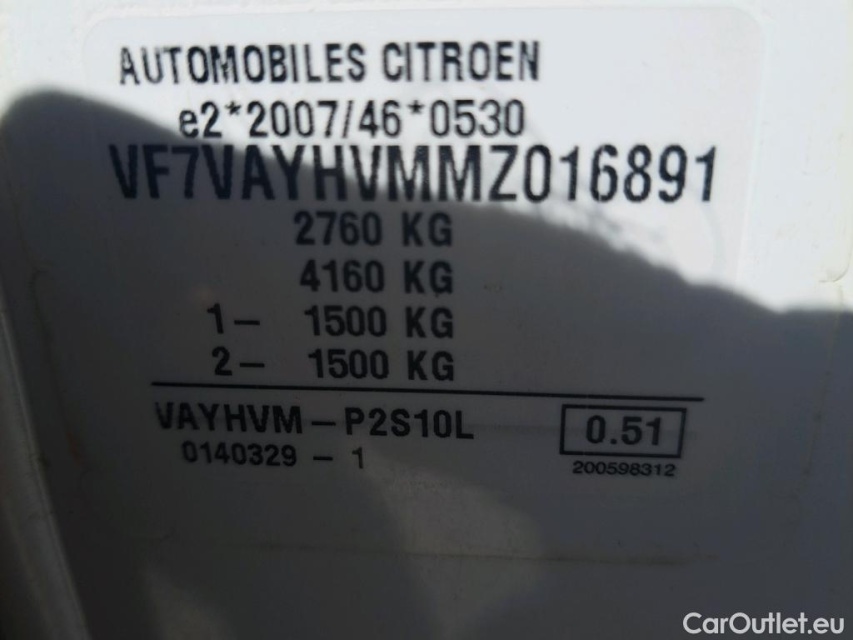 AUTOMOBILES CITROEN
e2*2007/46*0530
VF7VAYHVMMZ016891
2760 KG
4160 KG
1- 1500 KG
2- 1500 KG
VAYHVM-P2S10L 0.51
0140329 - 1 200598312
CarOutlet.eu